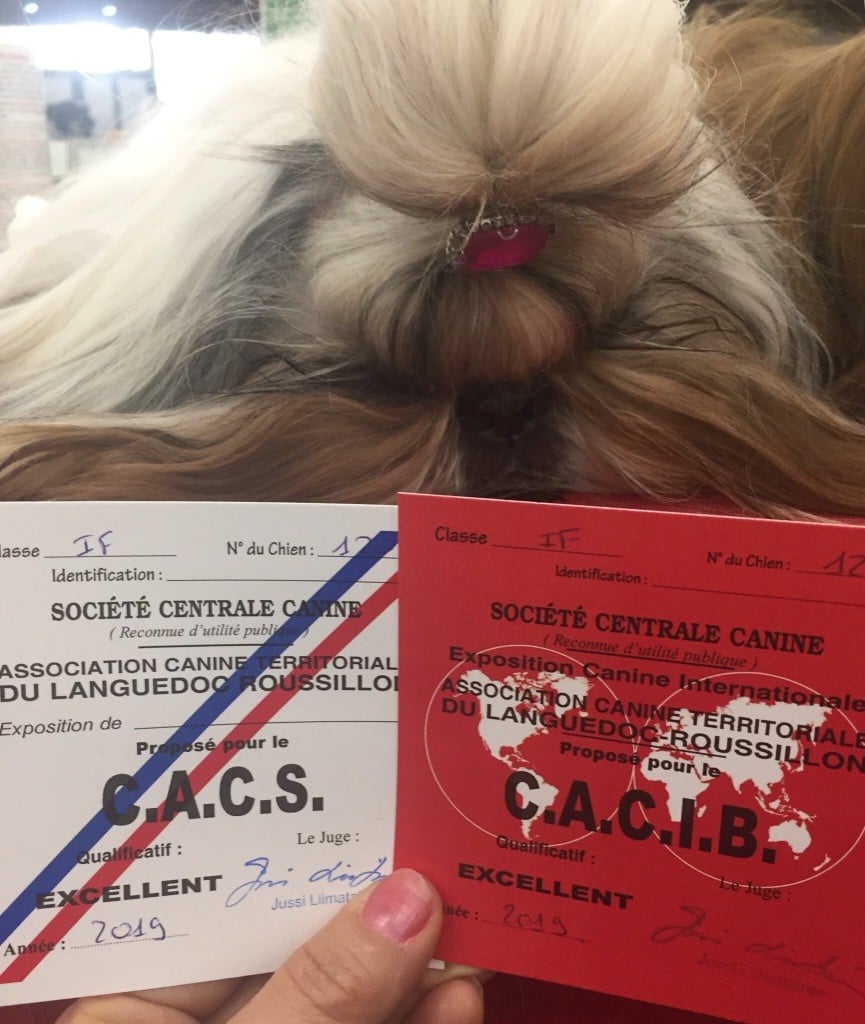 lasse IF N° du Chien : 12
Identification :
SOCIÉTÉ CENTRALE CANINE
( Reconnue d'utilité publique )
ASSOCIATION CANINE TERRITORIAL
DU LANGUEDOC ROUSSILLON
Exposition de
Proposé pour le
C.A.C.S.
Qualificatif :
Le Juge :
EXCELLENT
Jussi Liimata
Année : 2019
Classe IF N° du Chien : 12
Identification :
SOCIÉTÉ CENTRALE CANINE
( Reconnue d'utilité publique )
Exposition Canine Internationale
ASSOCIATION CANINE TERRITORIALE
DU LANGUEDOC-ROUSSILLON
Proposé pour le
C.A.C.I.B.
Qualificatif :
Le Juge :
EXCELLENT
née : 2019